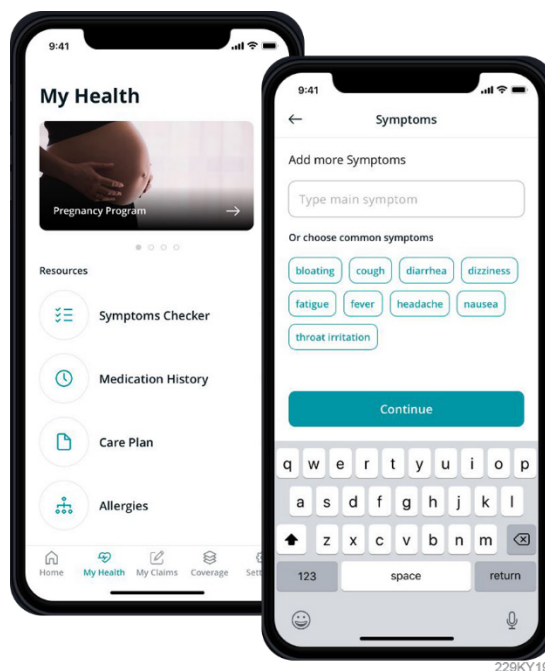 9:41
My Health
Pregnancy Program
Resources
Symptoms Checker
Medication History
Care Plan
Allergies
Home My Health My Claims Coverage
9:41
Symptoms
Add more Symptoms
Type main symptom
Or choose common symptoms
bloating cough diarrhea dizziness
fatigue fever headache nausea
throat irritation
Continue
q w e r t y u i o p
a s d f g h j k l
z x c v b n m
123 space return